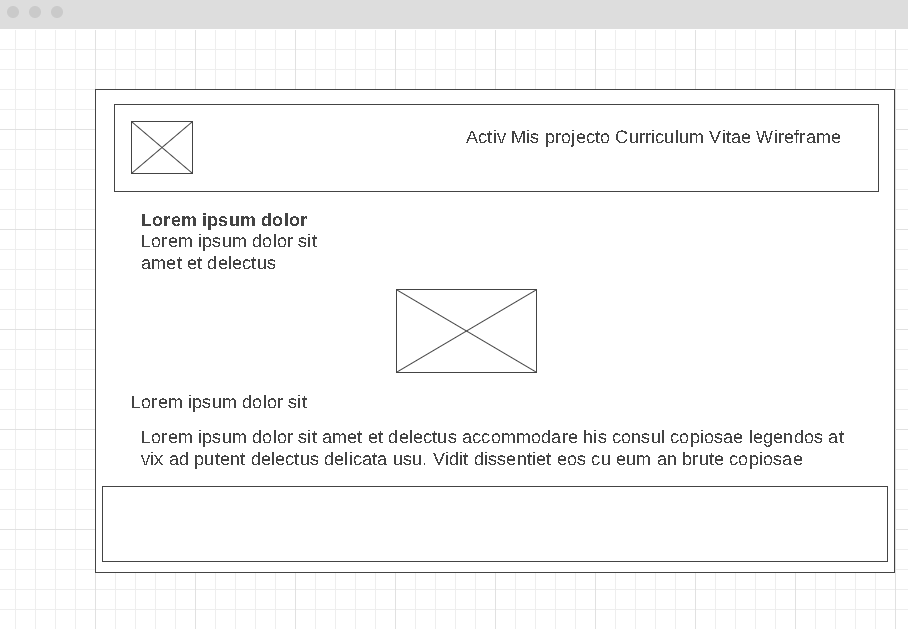 Activ Mis projecto Curriculum Vitae Wireframe
Lorem ipsum dolor
Lorem ipsum dolor sit
amet et delectus
Lorem ipsum dolor sit
Lorem ipsum dolor sit amet et delectus accommodare his consul copiosae legendos at
vix ad putent delectus delicata usu. Vidit dissentiet eos cu eum an brute copiosae